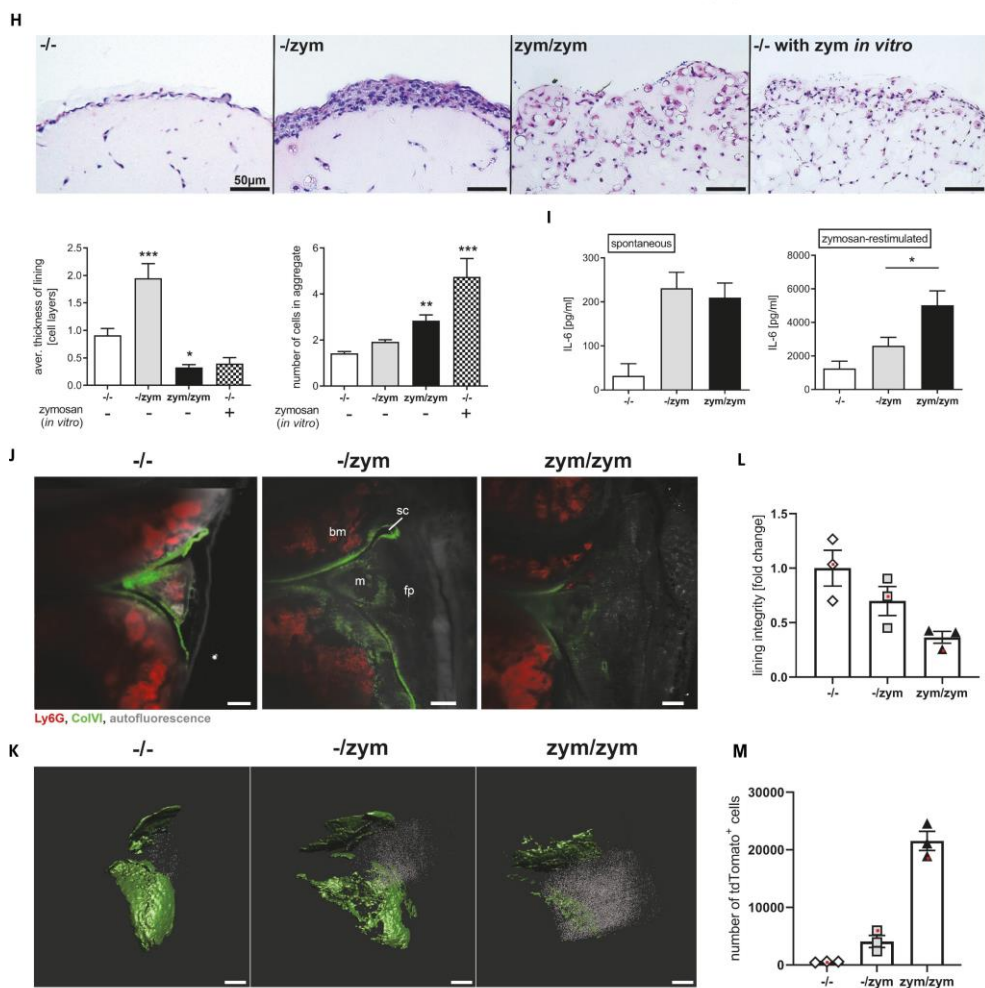 H
-/-
-/zym
zym/zym
-/- with zym in vitro
50µm
aver. thickness of lining
[cell layers]
2.5
2.0
1.5
1.0
0.5
0.0
***
*
-/-
-/zym
zym/zym
-/-
zymosan
(in vitro)
-
-
-
+
number of cells in aggregate
6
4
2
0
**
***
-/-
-/zym
zym/zym
-/-
zymosan
(in vitro)
-
-
-
+
I
spontaneous
IL-6 [pg/ml]
300
200
100
0
-/-
-/zym
zym/zym
zymosan-restimulated
IL-6 [pg/ml]
8000
6000
4000
2000
0
*
-/-
-/zym
zym/zym
J
-/-
-/zym
zym/zym
bm
sc
m
fp
Ly6G, ColVI, autofluorescence
L
lining integrity [fold change]
1.5
1.0
0.5
0.0
-/-
-/zym
zym/zym
K
-/-
-/zym
zym/zym
M
number of tdTomato+ cells
30000
20000
10000
0
-/-
-/zym
zym/zym